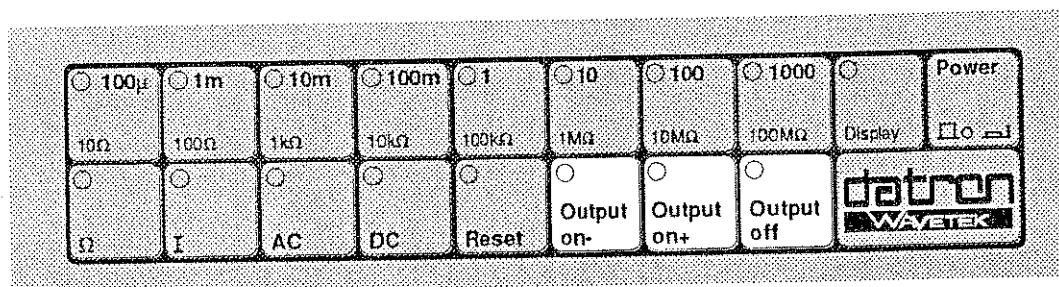 100µ 1m 10m 100m 1 10 100 1000 Power
10Ω 100Ω 1kΩ 10kΩ 100kΩ 1MΩ 10MΩ 100MΩ Display
Output Output Output
Ω I AC DC Reset on- on+ off
datron
WAVETEK